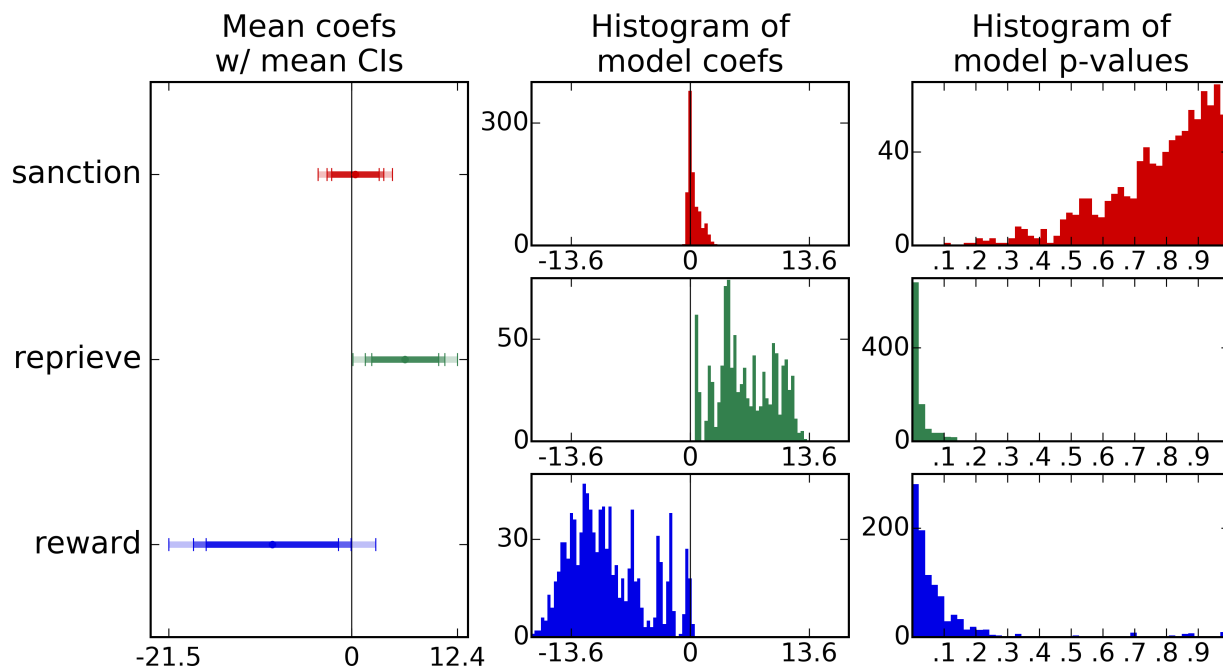 Mean coefs
w/ mean CIs
Histogram of
model coefs
Histogram of
model p-values
sanction
reprieve
reward
-21.5 0 12.4
300
0
-13.6 0 13.6
40
0
.1 .2 .3 .4 .5 .6 .7 .8 .9
50
0
-13.6 0 13.6
400
0
.1 .2 .3 .4 .5 .6 .7 .8 .9
30
0
-13.6 0 13.6
200
0
.1 .2 .3 .4 .5 .6 .7 .8 .9